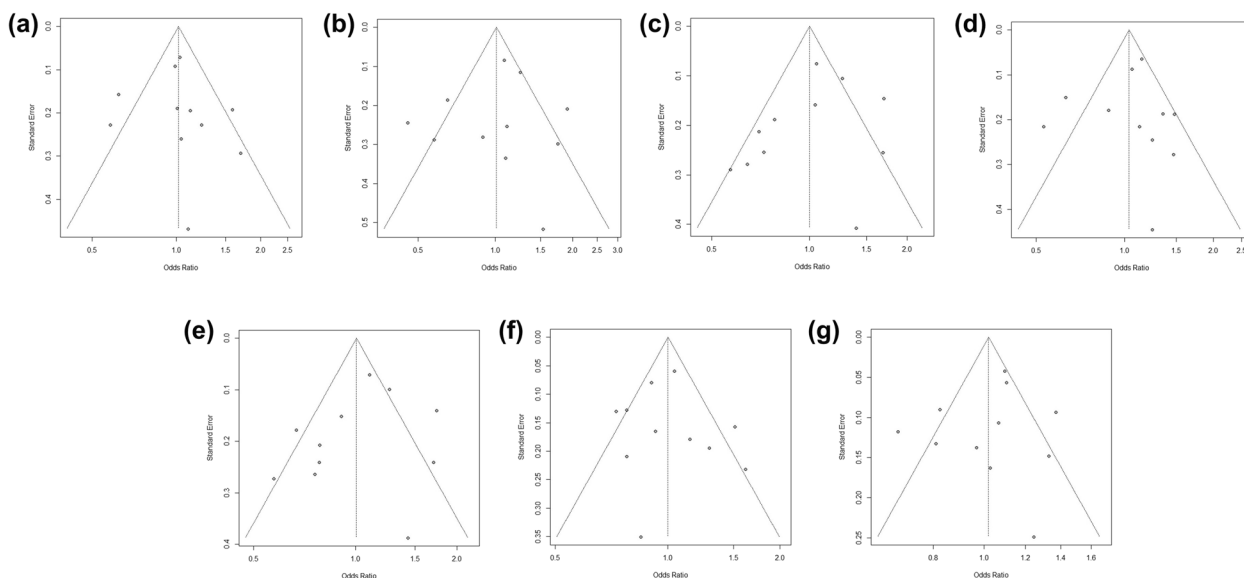 (a)
0.0
0.1
0.2
0.3
0.4
Standard Error
0.5 1.0 1.5 2.0 2.5
Odds Ratio
(b)
0.0
0.1
0.2
0.3
0.4
0.5
Standard Error
0.5 1.0 1.5 2.0 2.5 3.0
Odds Ratio
(c)
0.0
0.1
0.2
0.3
0.4
Standard Error
0.5 1.0 1.5 2.0
Odds Ratio
(d)
0.0
0.1
0.2
0.3
0.4
Standard Error
0.5 1.0 1.5 2.5
Odds Ratio
(e)
0.0
0.1
0.2
0.3
0.4
Standard Error
0.5 1.0 1.5 2.0
Odds Ratio
(f)
0.00
0.05
0.10
0.15
0.20
0.25
0.30
0.35
Standard Error
0.5 1.0 1.5 2.0
Odds Ratio
(g)
0.00
0.05
0.10
0.15
0.20
0.25
Standard Error
0.8 1.0 1.2 1.4 1.6
Odds Ratio